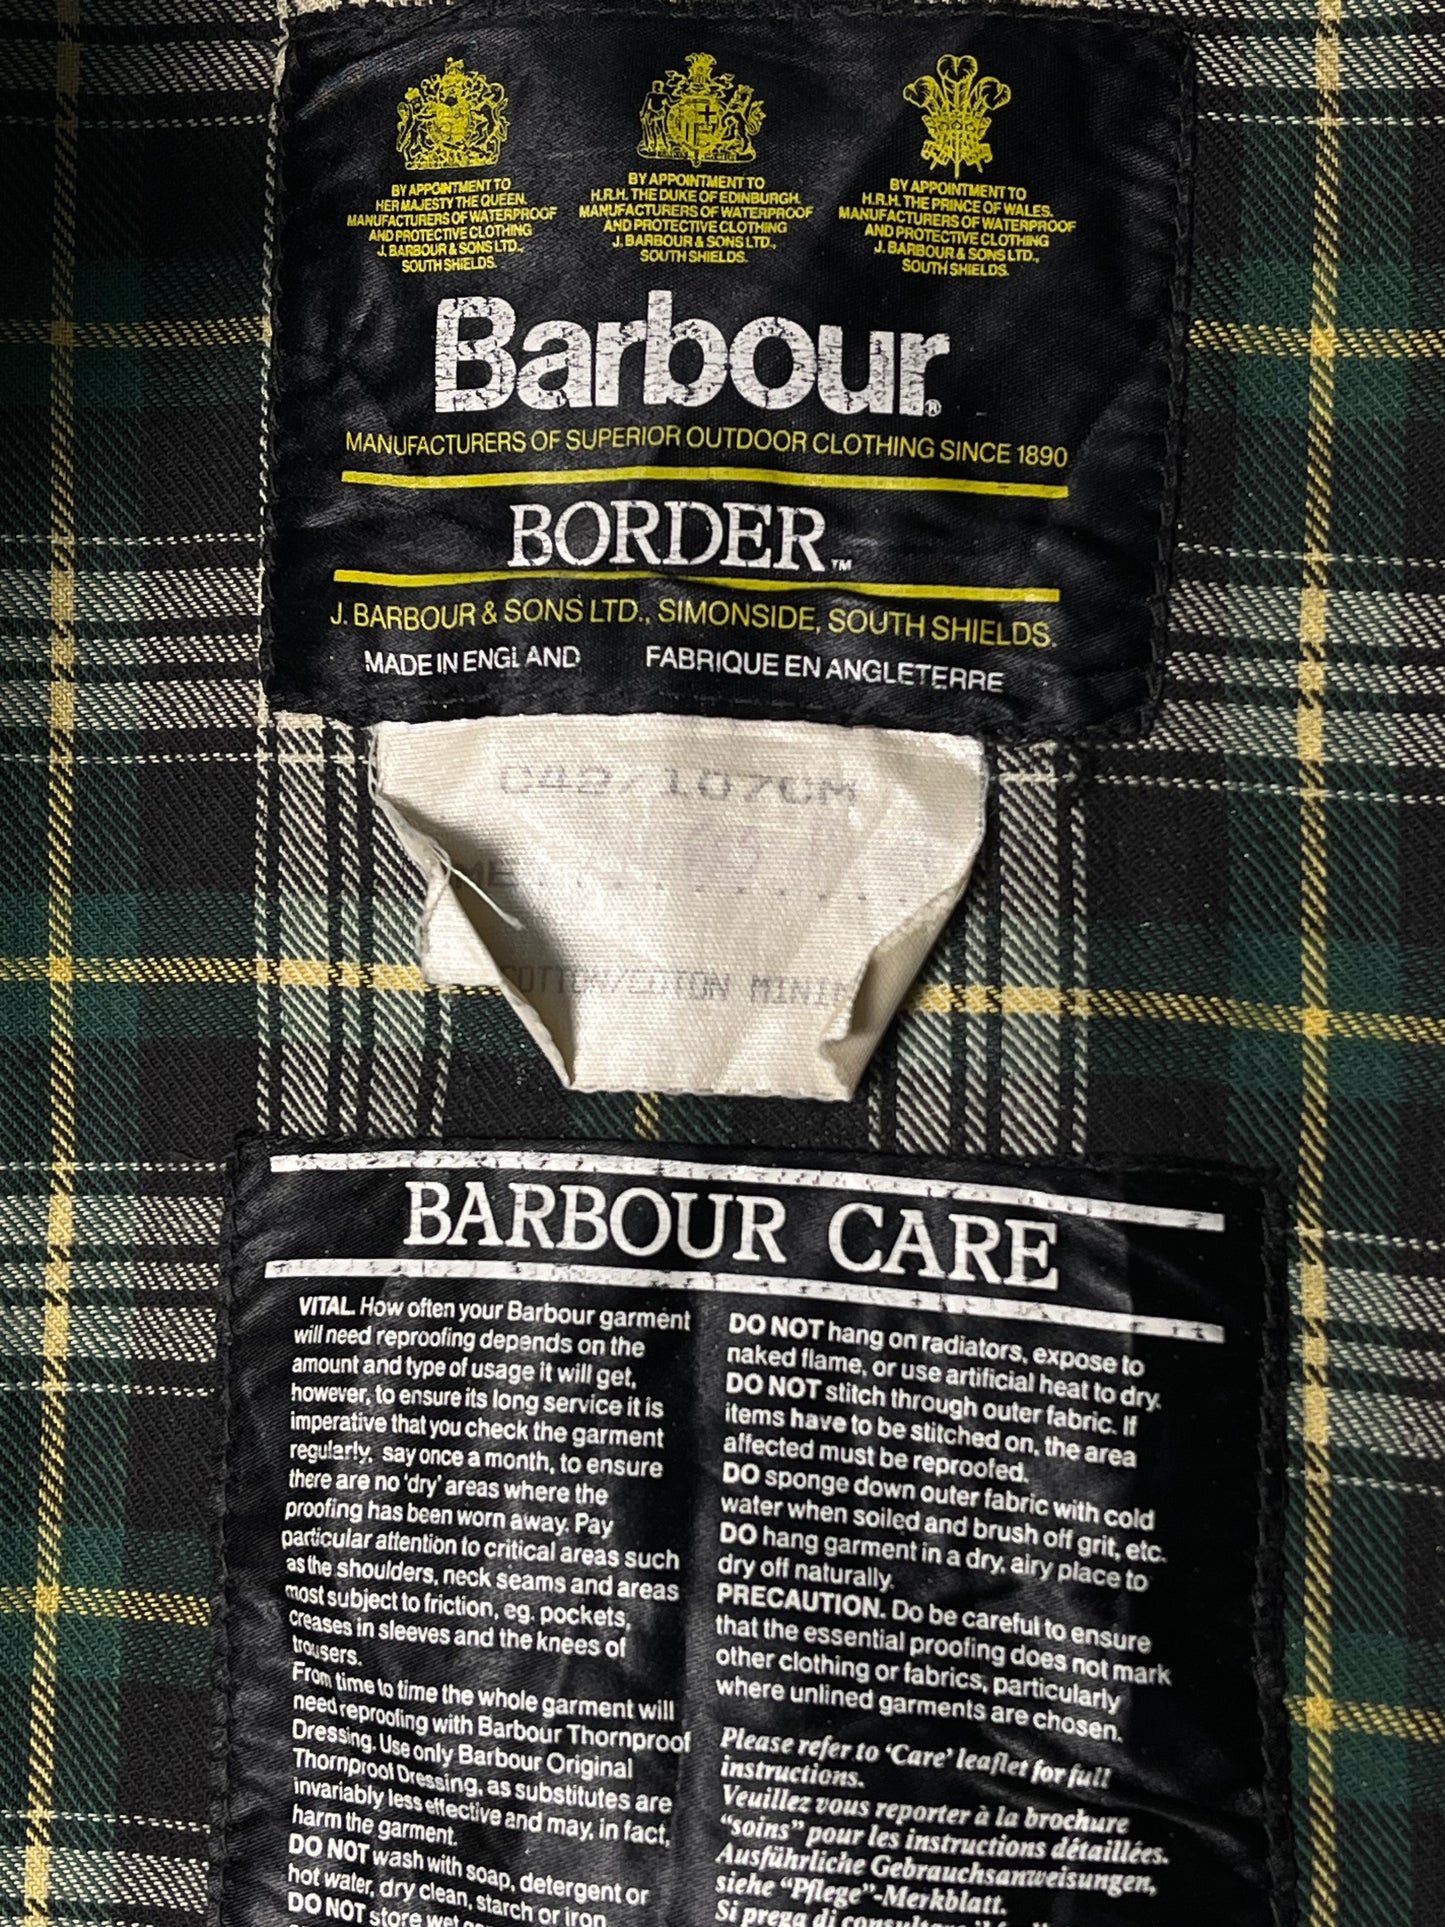 BY APPOINTMENT TO
HER MAJESTY THE QUEEN.
MANUFACTURERS OF WATERPROOF
AND PROTECTIVE CLOTHING
J. BARBOUR & SONS LTD.,
SOUTH SHIELDS.
BY APPOINTMENT TO
H.R.H. THE DUKE OF EDINBURGH.
MANUFACTURERS OF WATERPROOF
AND PROTECTIVE CLOTHING
J. BARBOUR & SONS LTD.,
SOUTH SHIELDS.
BY APPOINTMENT TO
H.R.H. THE PRINCE OF WALES.
MANUFACTURERS OF WATERPROOF
AND PROTECTIVE CLOTHING
J. BARBOUR & SONS LTD.,
SOUTH SHIELDS.
Barbour®
MANUFACTURERS OF SUPERIOR OUTDOOR CLOTHING SINCE 1890
BORDER™
J. BARBOUR & SONS LTD., SIMONSIDE, SOUTH SHIELDS.
MADE IN ENGLAND FABRIQUE EN ANGLETERRE
C42/107CM
COTTON/COTON MINI
BARBOUR CARE
VITAL. How often your Barbour garment
will need reproofing depends on the
amount and type of usage it will get,
however, to ensure its long service it is
imperative that you check the garment
regularly, say once a month, to ensure
there are no 'dry' areas where the
proofing has been worn away. Pay
particular attention to critical areas such
as the shoulders, neck seams and areas
most subject to friction, eg. pockets,
creases in sleeves and the knees of
trousers.
From time to time the whole garment will
need reproofing with Barbour Thornproof
Dressing. Use only Barbour Original
Thornproof Dressing, as substitutes are
invariably less effective and may, in fact,
harm the garment.
DO NOT wash with soap, detergent or
hot water, dry clean, starch or iron
DO NOT store wet
DO NOT hang on radiators, expose to
naked flame, or use artificial heat to dry.
DO NOT stitch through outer fabric. If
items have to be stitched on, the area
affected must be reproofed.
DO sponge down outer fabric with cold
water when soiled and brush off grit, etc.
DO hang garment in a dry, airy place to
dry off naturally.
PRECAUTION. Do be careful to ensure
that the essential proofing does not mark
other clothing or fabrics, particularly
where unlined garments are chosen.
Please refer to 'Care' leaflet for full
instructions.
Veuillez vous reporter à la brochure
"soins" pour les instructions détaillées.
Ausführliche Gebrauchsanweisungen,
siehe "Pflege"-Merkblatt.
Si prega di